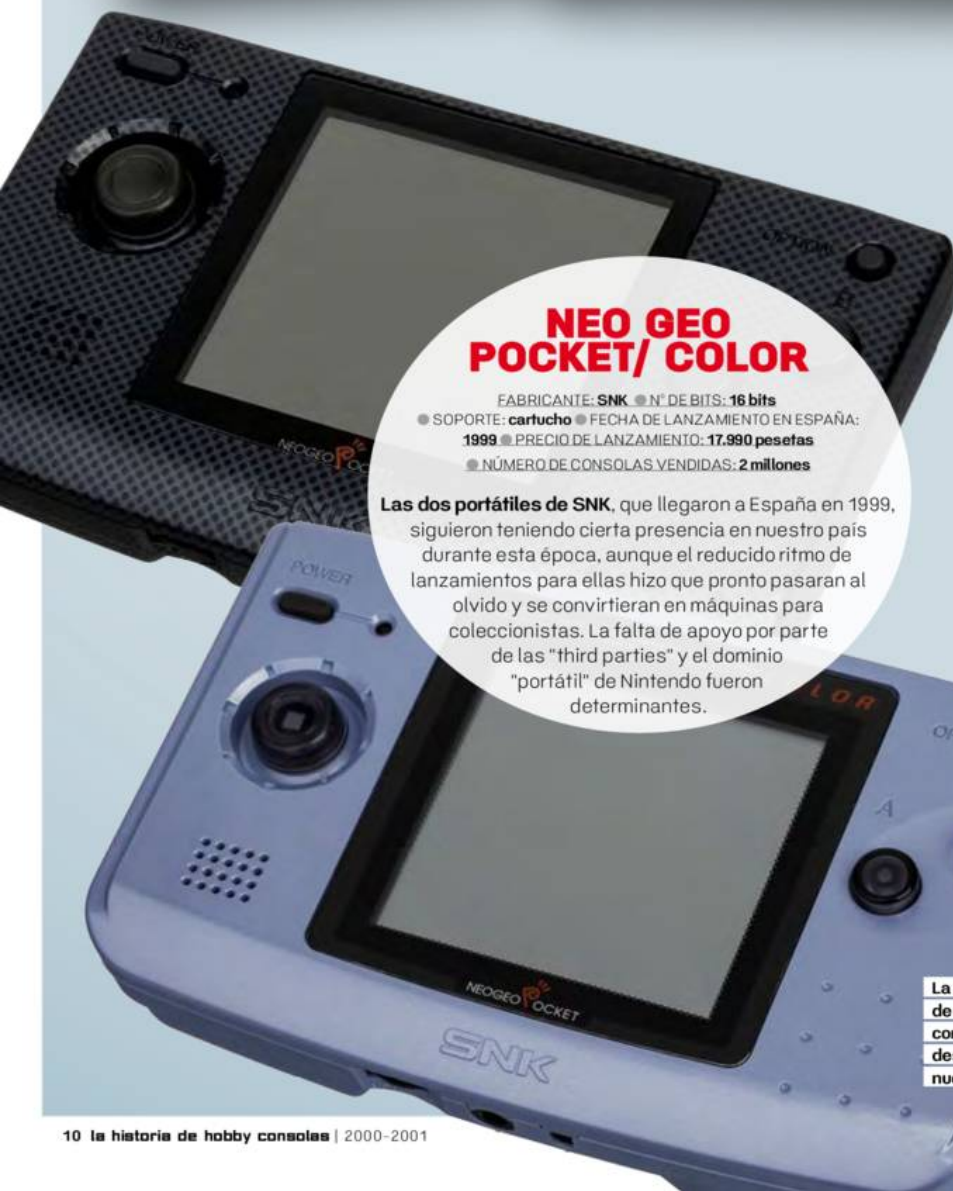 POWER
OPTION
B
NEO GEO
POCKET/ COLOR
FABRICANTE: SNK ● Nº DE BITS: 16 bits
● SOPORTE: cartucho ● FECHA DE LANZAMIENTO EN ESPAÑA:
1999 ● PRECIO DE LANZAMIENTO: 17.990 pesetas
● NÚMERO DE CONSOLAS VENDIDAS: 2 millones
Las dos portátiles de SNK, que llegaron a España en 1999,
siguieron teniendo cierta presencia en nuestro país
durante esta época, aunque el reducido ritmo de
lanzamientos para ellas hizo que pronto pasaran al
olvido y se convirtieran en máquinas para
coleccionistas. La falta de apoyo por parte
de las "third parties" y el dominio
"portátil" de Nintendo fueron
determinantes.
NEOGEO POC
SNK
POWER
LOR
A
NEOGEO POCKET
SNK
La
de
nu
10 la historia de hobby consolas | 2000-2001